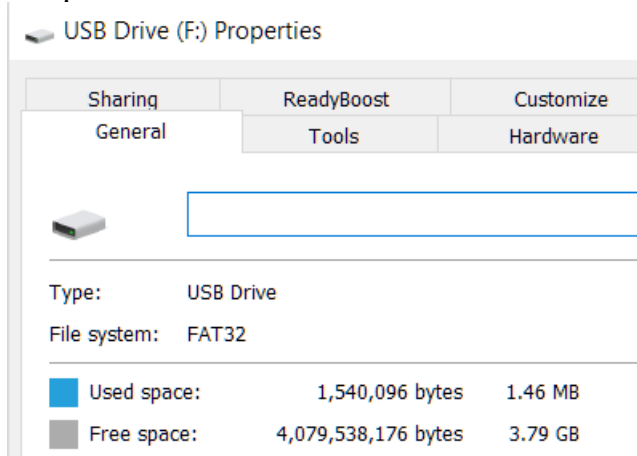 USB Drive (F:) Properties
Sharing ReadyBoost Customize
General Tools Hardware
Type: USB Drive
File system: FAT32
Used space: 1,540,096 bytes 1.46 MB
Free space: 4,079,538,176 bytes 3.79 GB